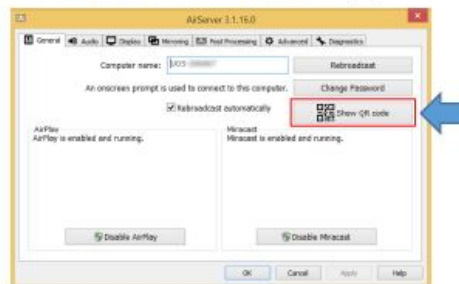 AirServer 3.1.16.0
General Audio Display Mirroring Post Processing Advanced Diagnostics
Computer name: Rebroadcast
An onscreen prompt is used to connect to this computer. Change Password
Rebroadcast automatically Show QR code
AirPlay Miracast
AirPlay is enabled and running. Miracast is enabled and running.
Disable AirPlay Disable Miracast
OK Cancel Apply Help